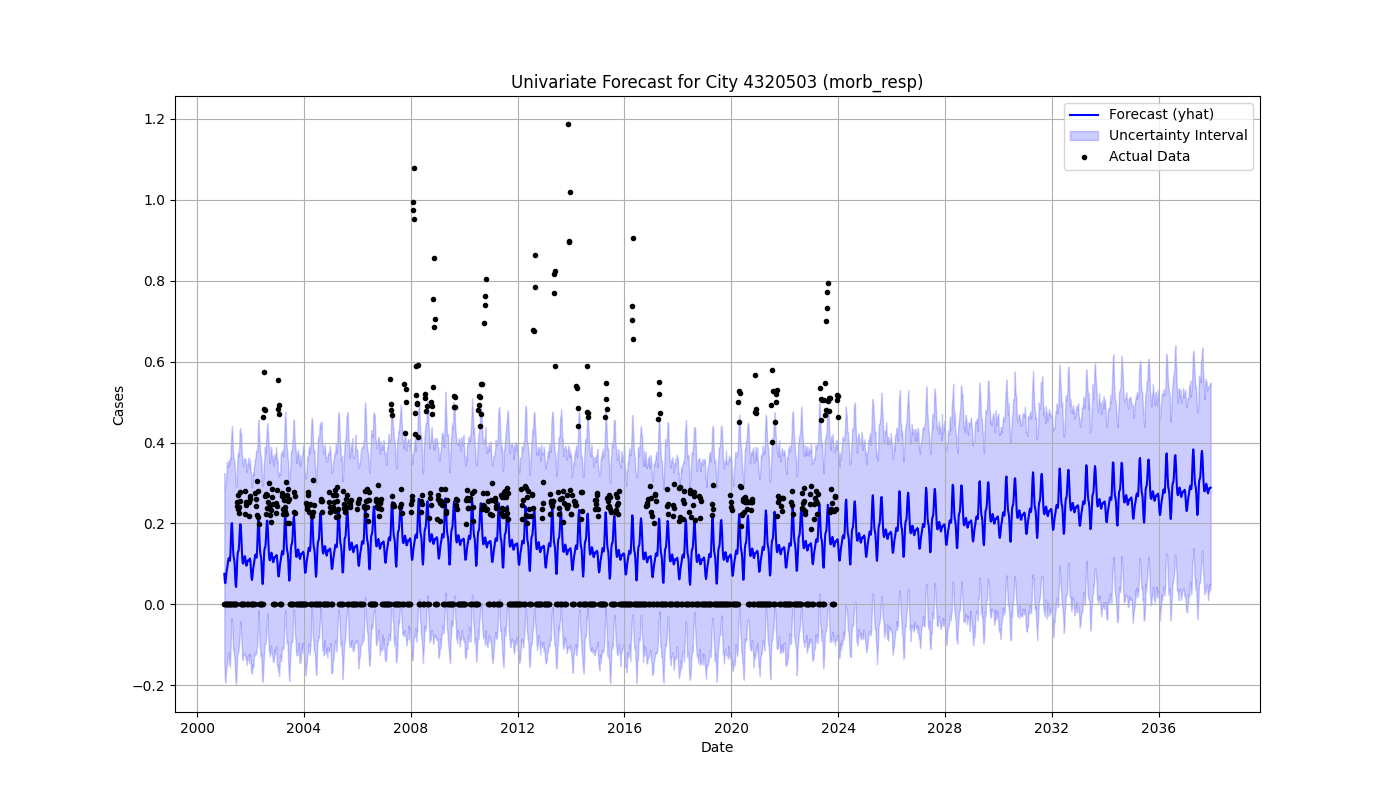 Univariate Forecast for City 4320503 (morb_resp)
Forecast (yhat)
Uncertainty Interval
Actual Data
Cases
1.2
1.0
0.8
0.6
0.4
0.2
0.0
−0.2
2000 2004 2008 2012 2016 2020 2024 2028 2032 2036
Date